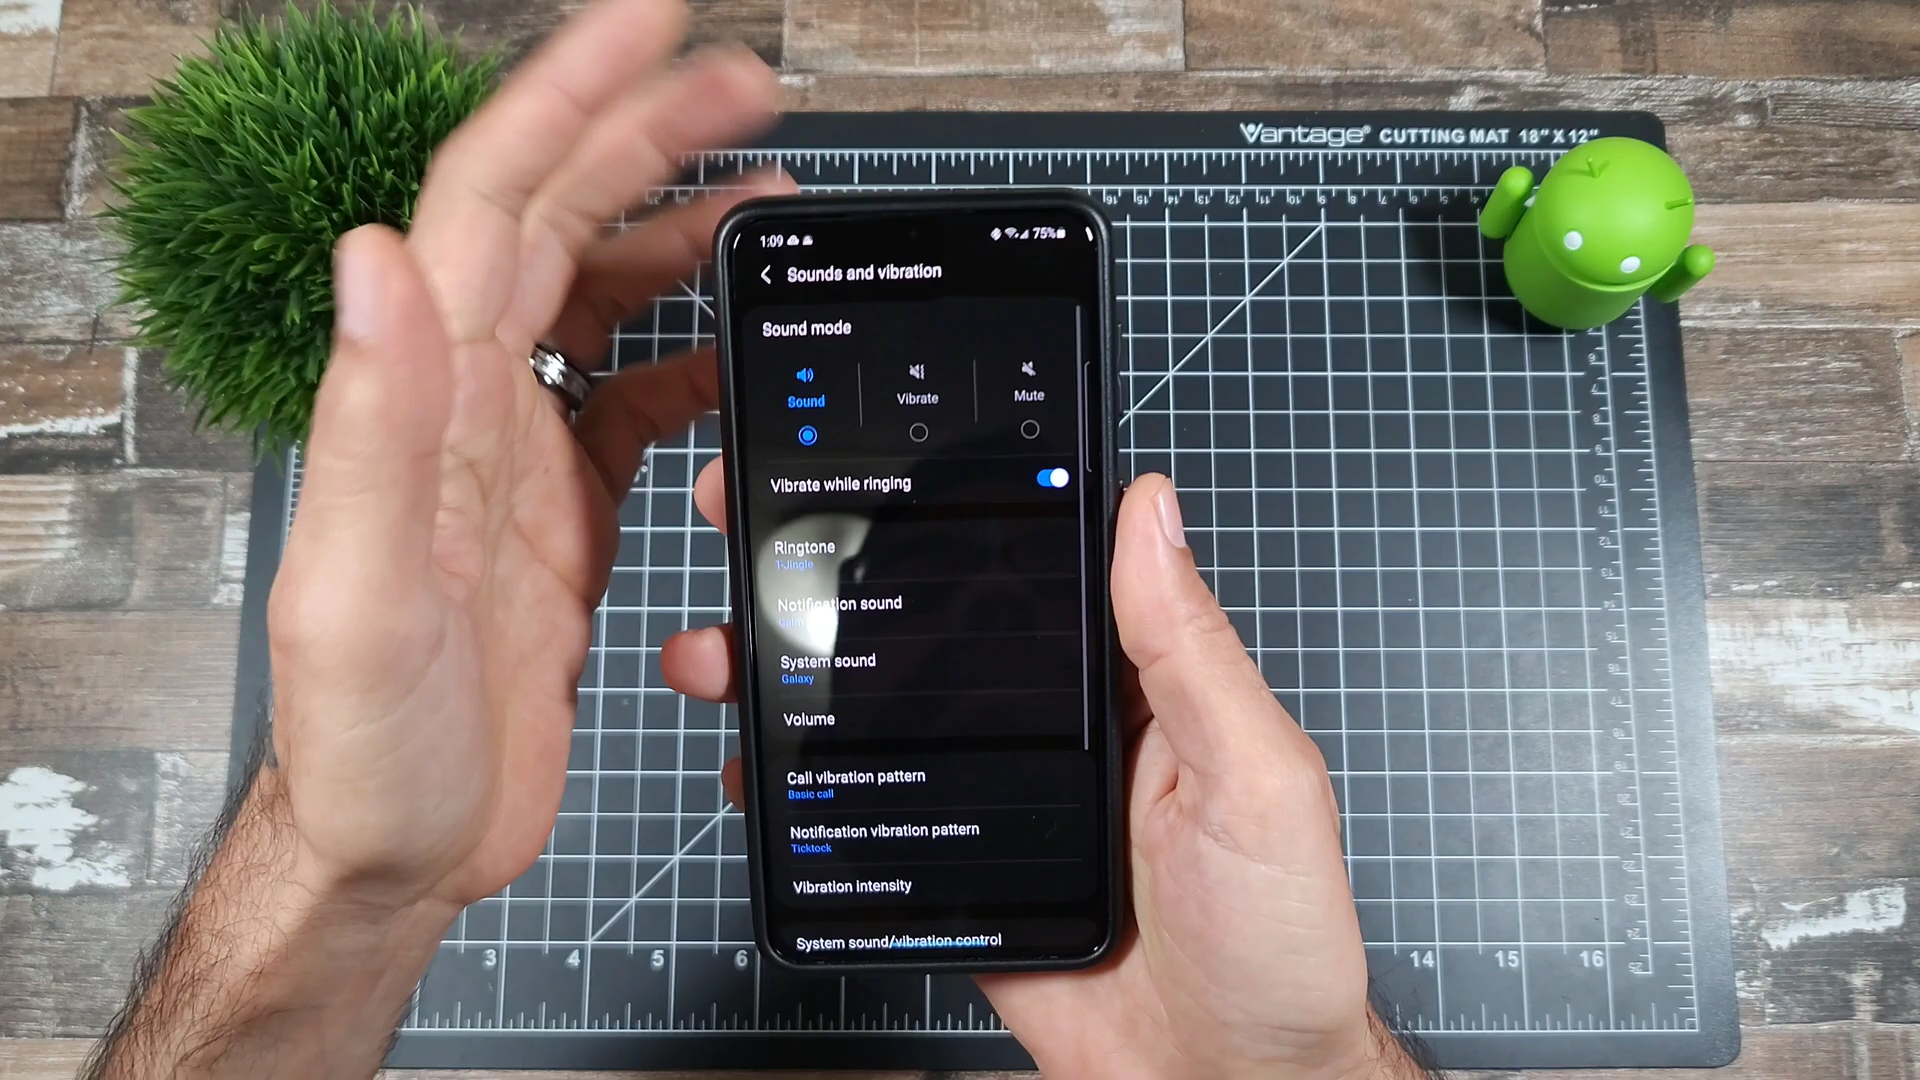 Vantage® CUTTING MAT 18" X 12"
1:09 75%
Sounds and vibration
Sound mode
Sound Vibrate Mute
Vibrate while ringing
Ringtone
T-Jingle
Notification sound
Calm
System sound
Galaxy
Volume
Call vibration pattern
Basic call
Notification vibration pattern
Ticktock
Vibration intensity
System sound/vibration control
3 4 5 6 14 15 16